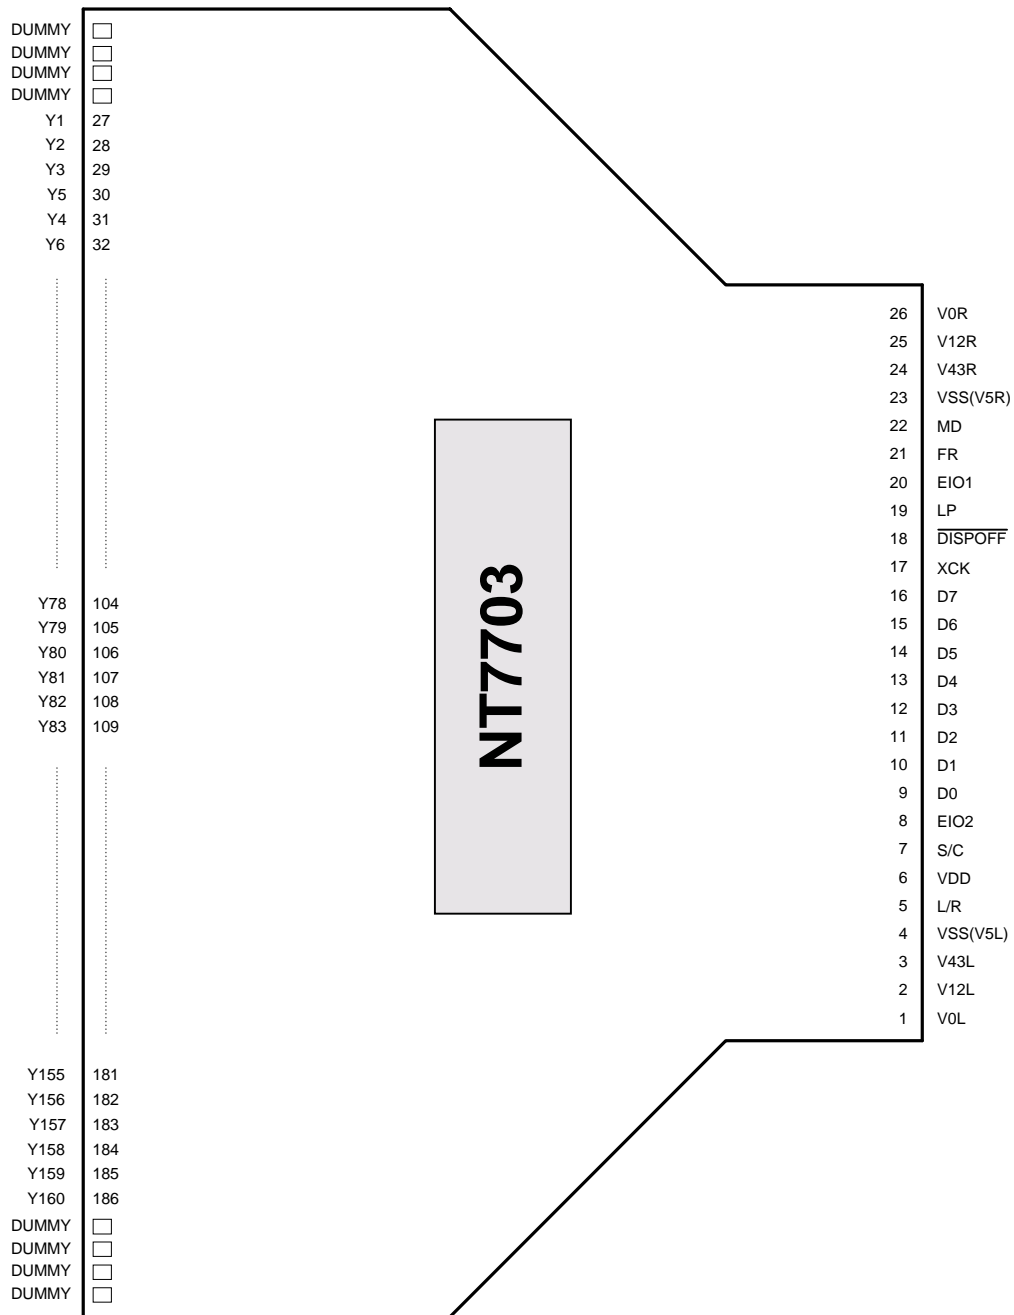 DUMMY
DUMMY
DUMMY
DUMMY
Y1 27
Y2 28
Y3 29
Y5 30
Y4 31
Y6 32
26 V0R
25 V12R
24 V43R
23 VSS(V5R)
22 MD
21 FR
20 EIO1
19 LP
18 DISPOFF
17 XCK
16 D7
15 D6
14 D5
13 D4
12 D3
11 D2
10 D1
9 D0
8 EIO2
7 S/C
6 VDD
5 L/R
4 VSS(V5L)
3 V43L
2 V12L
1 V0L
NT7703
Y78 104
Y79 105
Y80 106
Y81 107
Y82 108
Y83 109
Y155 181
Y156 182
Y157 183
Y158 184
Y159 185
Y160 186
DUMMY
DUMMY
DUMMY
DUMMY